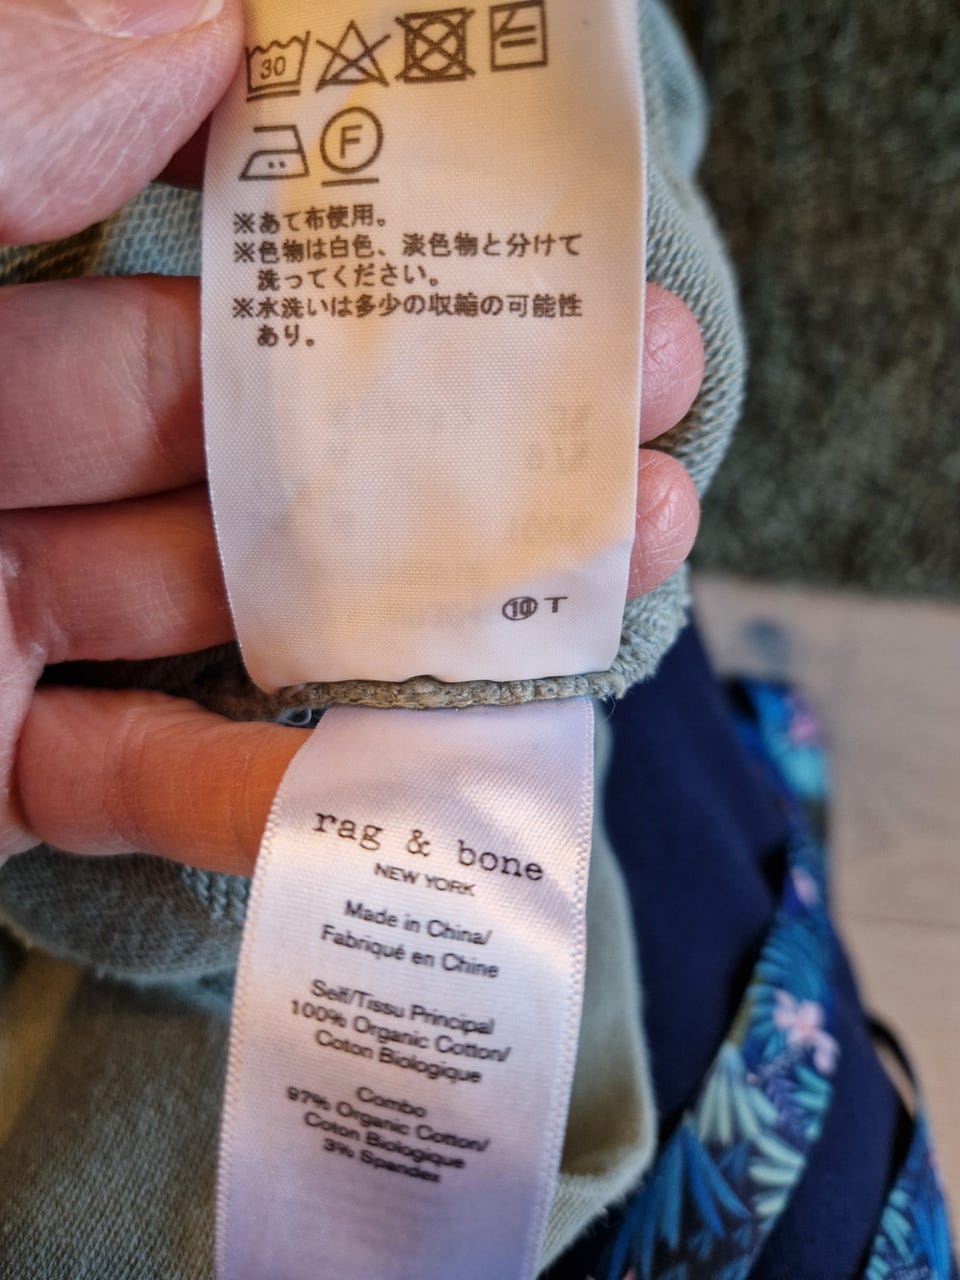 30
F
※あて布使用。
※色物は白色、淡色物と分けて
洗ってください。
※水洗いは多少の収縮の可能性
あり。
⑩ T
rag & bone
NEW YORK
Made in China/
Fabriqué en Chine
Self/Tissu Principal
100% Organic Cotton/
Coton Biologique
Combo
97% Organic Cotton/
Coton Biologique
3% Spandex